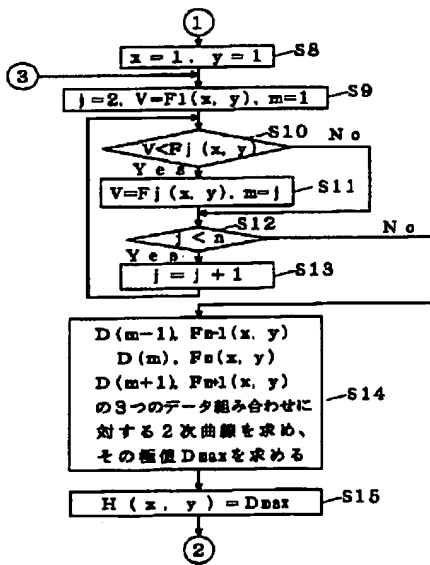 1
x = 1, y = 1
S8
3
j=2, V=F1(x, y), m=1
S9
S10
V<Fj(x, y)
No
Yes
V=Fj(x, y), m=j
S11
S12
j < n
No
Yes
j = j + 1
S13
D(m-1), Fm-1(x, y)
D(m), Fm(x, y)
D(m+1), Fm+1(x, y)
の3つのデータ組み合わせに
対する2次曲線を求め、
その極値Dmaxを求める
S14
H(x, y)=Dmax
S15
2